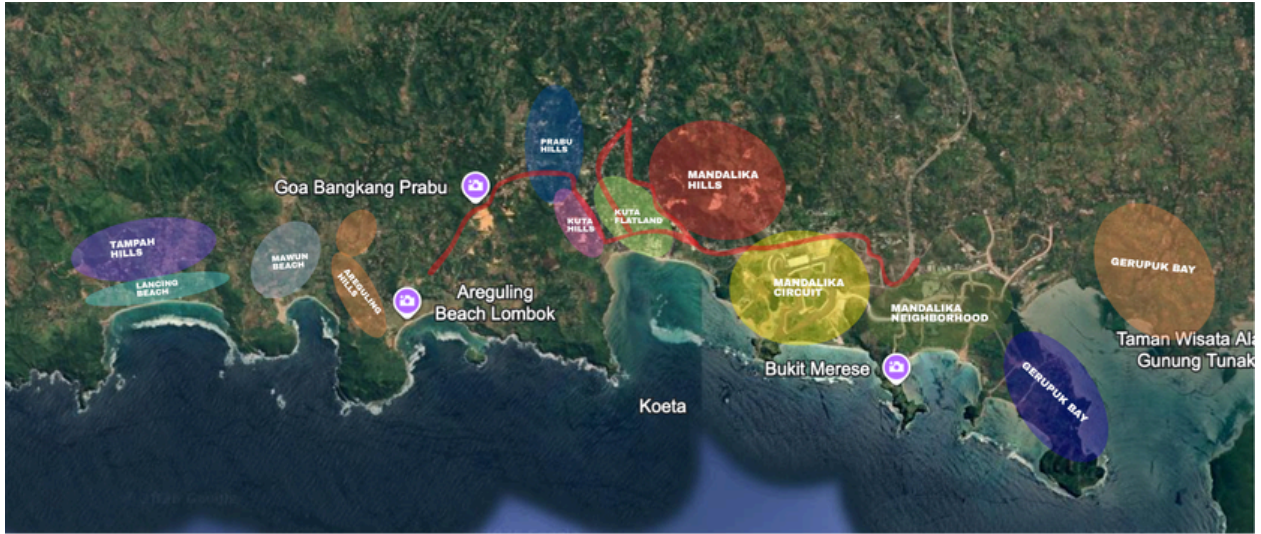 PRABU
HILLS
MANDALIKA
HILLS
Goa Bangkang Prabu
KUTA
HILLS
KUTA
FLATLAND
TAMPAH
HILLS
MAWUN
BEACH
LANCING
BEACH
AREGULING
HILLS
Areguling
Beach Lombok
MANDALIKA
CIRCUIT
MANDALIKA
NEIGHBORHOOD
GERUPUK BAY
Taman Wisata Ala
Gunung Tunak
Bukit Merese
GERUPUK BAY
Koeta